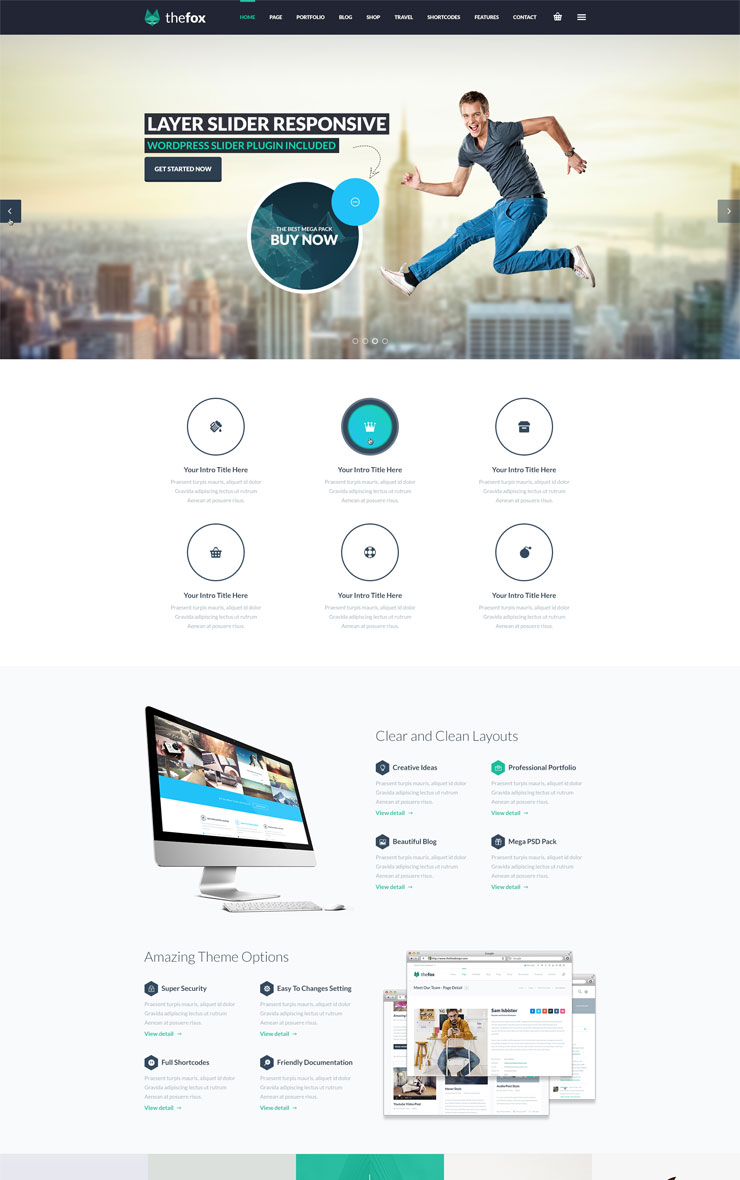 thefox
HOME PAGE PORTFOLIO BLOG SHOP TRAVEL SHORTCODES FEATURES CONTACT
LAYER SLIDER RESPONSIVE
WORDPRESS SLIDER PLUGIN INCLUDED
GET STARTED NOW
THE BEST MEGA PACK
BUY NOW
Your Intro Title Here
Praesent turpis mauris, aliquet id dolor
Gravida adipiscing lectus ut rutrum
Aenean at posuere risus.
Your Intro Title Here
Praesent turpis mauris, aliquet id dolor
Gravida adipiscing lectus ut rutrum
Aenean at posuere risus.
Your Intro Title Here
Praesent turpis mauris, aliquet id dolor
Gravida adipiscing lectus ut rutrum
Aenean at posuere risus.
Your Intro Title Here
Praesent turpis mauris, aliquet id dolor
Gravida adipiscing lectus ut rutrum
Aenean at posuere risus.
Your Intro Title Here
Praesent turpis mauris, aliquet id dolor
Gravida adipiscing lectus ut rutrum
Aenean at posuere risus.
Your Intro Title Here
Praesent turpis mauris, aliquet id dolor
Gravida adipiscing lectus ut rutrum
Aenean at posuere risus.
Clear and Clean Layouts
Creative Ideas
Praesent turpis mauris, aliquet id dolor
Gravida adipiscing lectus ut rutrum
Aenean at posuere risus.
View detail →
Professional Portfolio
Praesent turpis mauris, aliquet id dolor
Gravida adipiscing lectus ut rutrum
Aenean at posuere risus.
View detail →
Beautiful Blog
Praesent turpis mauris, aliquet id dolor
Gravida adipiscing lectus ut rutrum
Aenean at posuere risus.
View detail →
Mega PSD Pack
Praesent turpis mauris, aliquet id dolor
Gravida adipiscing lectus ut rutrum
Aenean at posuere risus.
View detail →
Amazing Theme Options
Super Security
Praesent turpis mauris, aliquet id dolor
Gravida adipiscing lectus ut rutrum
Aenean at posuere risus.
View detail →
Easy To Changes Setting
Praesent turpis mauris, aliquet id dolor
Gravida adipiscing lectus ut rutrum
Aenean at posuere risus.
View detail →
Full Shortcodes
Praesent turpis mauris, aliquet id dolor
Gravida adipiscing lectus ut rutrum
Aenean at posuere risus.
View detail →
Friendly Documentation
Praesent turpis mauris, aliquet id dolor
Gravida adipiscing lectus ut rutrum
Aenean at posuere risus.
View detail →
Google
thefox
Meet Our Team - Page Detail
Sam lobster